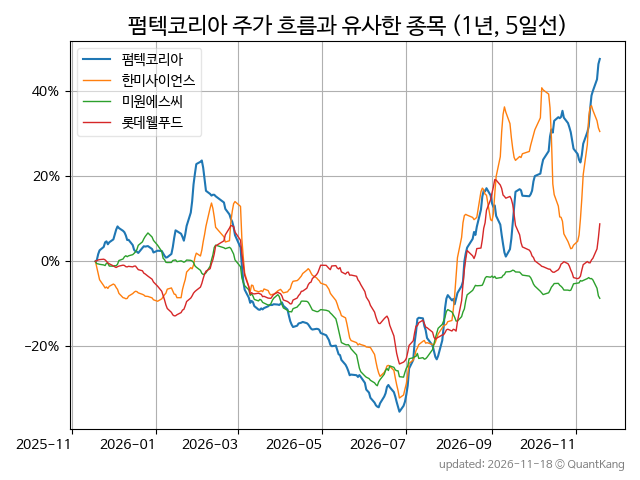 펌텍코리아 주가 흐름과 유사한 종목 (1년, 5일선)
펌텍코리아
한미사이언스
미원에스씨
롯데웰푸드
40%
20%
0%
−20%
2025-11 2026-01 2026-03 2026-05 2026-07 2026-09 2026-11
updated: 2026-11-18 © QuantKang